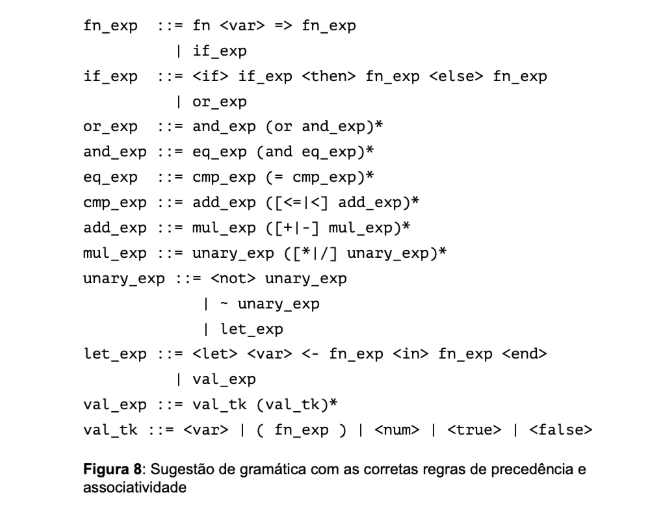 fn_exp ::= fn <var> => fn_exp
| if_exp
if_exp ::= <if> if_exp <then> fn_exp <else> fn_exp
| or_exp
or_exp ::= and_exp (or and_exp)*
and_exp ::= eq_exp (and eq_exp)*
eq_exp ::= cmp_exp (= cmp_exp)*
cmp_exp ::= add_exp ([<=|<] add_exp)*
add_exp ::= mul_exp ([+|-] mul_exp)*
mul_exp ::= unary_exp ([*|/] unary_exp)*
unary_exp ::= <not> unary_exp
| ~ unary_exp
| let_exp
let_exp ::= <let> <var> <- fn_exp <in> fn_exp <end>
| val_exp
val_exp ::= val_tk (val_tk)*
val_tk ::= <var> | ( fn_exp ) | <num> | <true> | <false>
Figura 8: Sugestão de gramática com as corretas regras de precedência e
associatividade